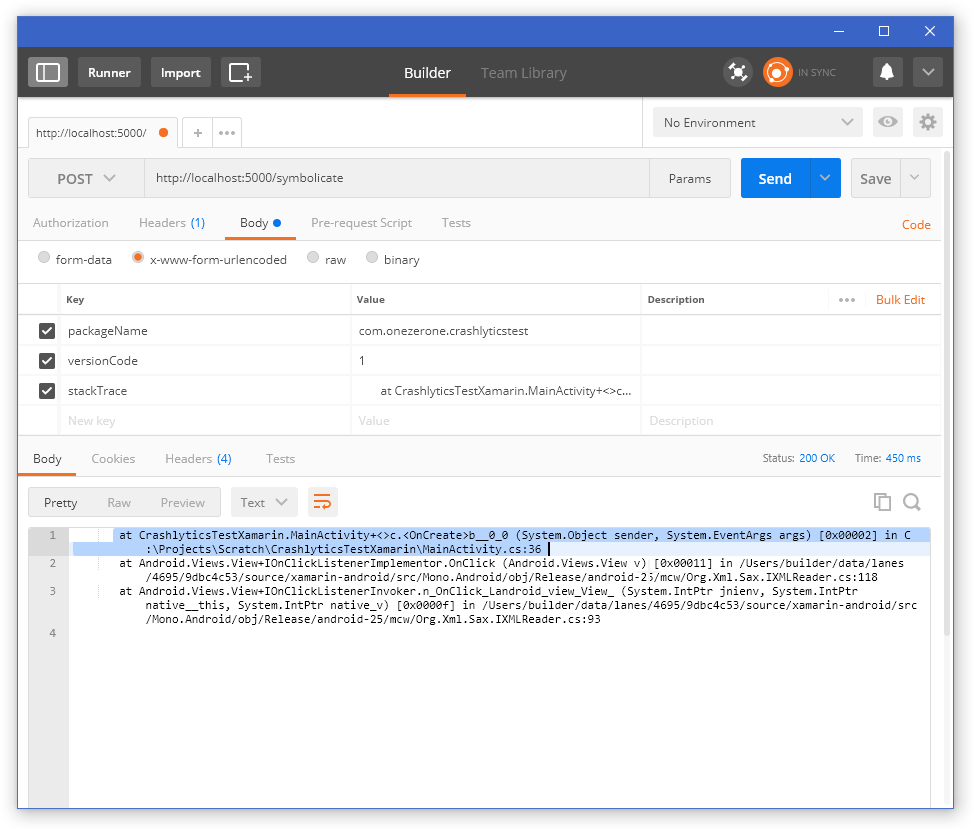 Runner Import Builder Team Library IN SYNC
http://localhost:5000/ + ••• No Environment
POST http://localhost:5000/symbolicate Params Send Save
Authorization Headers (1) Body Pre-request Script Tests Code
form-data x-www-form-urlencoded raw binary
Key Value Description ••• Bulk Edit
packageName com.onezerone.crashlyticstest
versionCode 1
stackTrace at CrashlyticsTestXamarin.MainActivity+<>c...
New key Value Description
Body Cookies Headers (4) Tests Status: 200 OK Time: 450 ms
Pretty Raw Preview Text
1 at CrashlyticsTestXamarin.MainActivity+<>c.<OnCreate>b__0_0 (System.Object sender, System.EventArgs args) [0x00002] in C
:\Projects\Scratch\CrashlyticsTestXamarin\MainActivity.cs:36
2 at Android.Views.View+IOnClickListenerImplementor.OnClick (Android.Views.View v) [0x00011] in /Users/builder/data/lanes
/4695/9dbc4c53/source/xamarin-android/src/Mono.Android/obj/Release/android-25/mcw/Org.Xml.Sax.IXMLReader.cs:118
3 at Android.Views.View+IOnClickListenerInvoker.n_OnClick_Landroid_view_View_ (System.IntPtr jnienv, System.IntPtr
native__this, System.IntPtr native_v) [0x0000f] in /Users/builder/data/lanes/4695/9dbc4c53/source/xamarin-android/src
/Mono.Android/obj/Release/android-25/mcw/Org.Xml.Sax.IXMLReader.cs:93
4